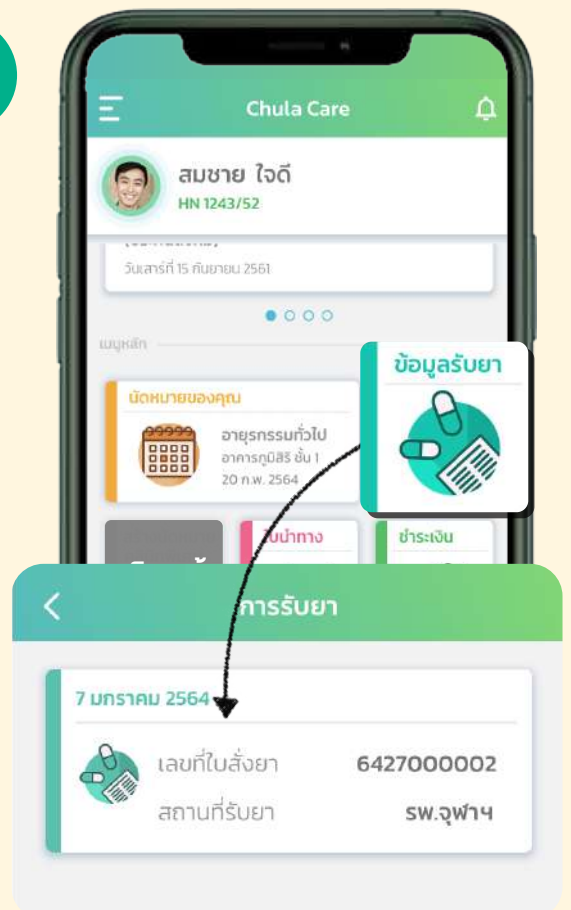 Chula Care
สมชาย ใจดี
HN 1243/52
วันเสาร์ที่ 15 กันยายน 2561
เมนูหลัก
ข้อมูลรับยา
นัดหมายของคุณ
อายุรกรรมทั่วไป
อาคารภูมิสิริ ชั้น 1
20 ก.พ. 2564
ชำระเงิน
การรับยา
7 มกราคม 2564
เลขที่ใบสั่งยา 6427000002
สถานที่รับยา รพ.จุฬาฯ